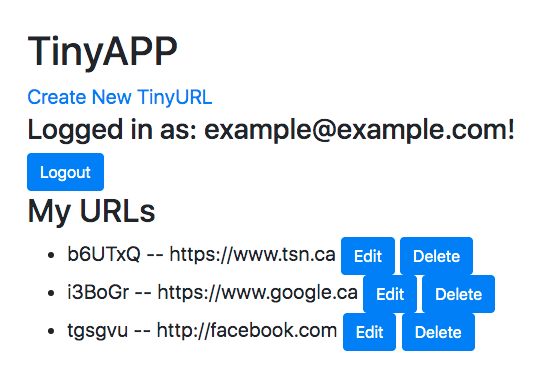 TinyAPP
Create New TinyURL
Logged in as: example@example.com!
Logout
My URLs
b6UTxQ -- https://www.tsn.ca Edit Delete
i3BoGr -- https://www.google.ca Edit Delete
tgsgvu -- http://facebook.com Edit Delete